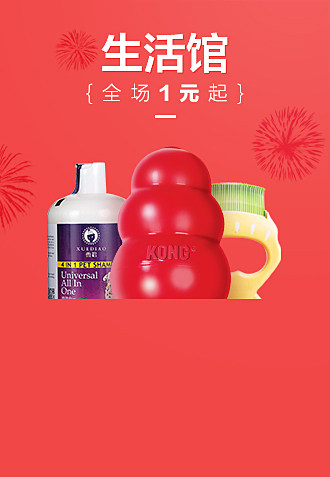 生活馆
{全场1元起}
KONG
XUEDIAO
雪貂
4 IN 1 PET SHAM
Universal
All In
One